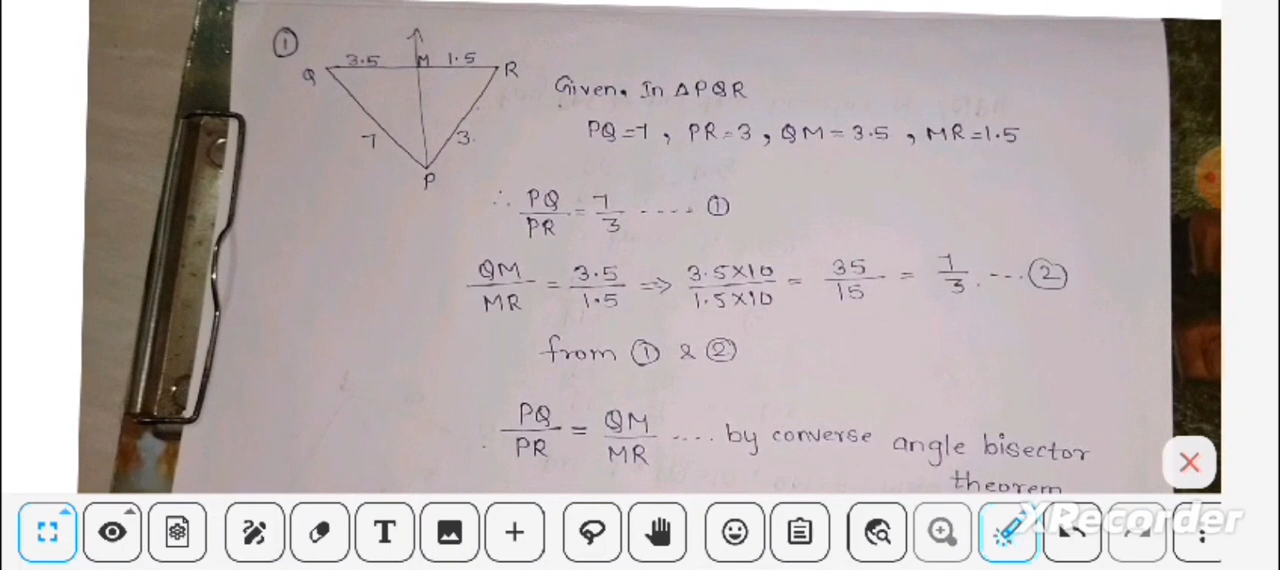 ①
3.5 M 1.5
Q R
7 3
P
Given. In △PQR
PQ=7, PR=3, QM=3.5, MR=1.5
∴ PQ/PR = 7/3 ----- ①
QM/MR = 3.5/1.5 ⇒ 3.5×10/1.5×10 = 35/15 = 7/3 .---- ②
from ① & ②
PQ/PR = QM/MR ---- by converse angle bisector
theorem
T
XRecorder